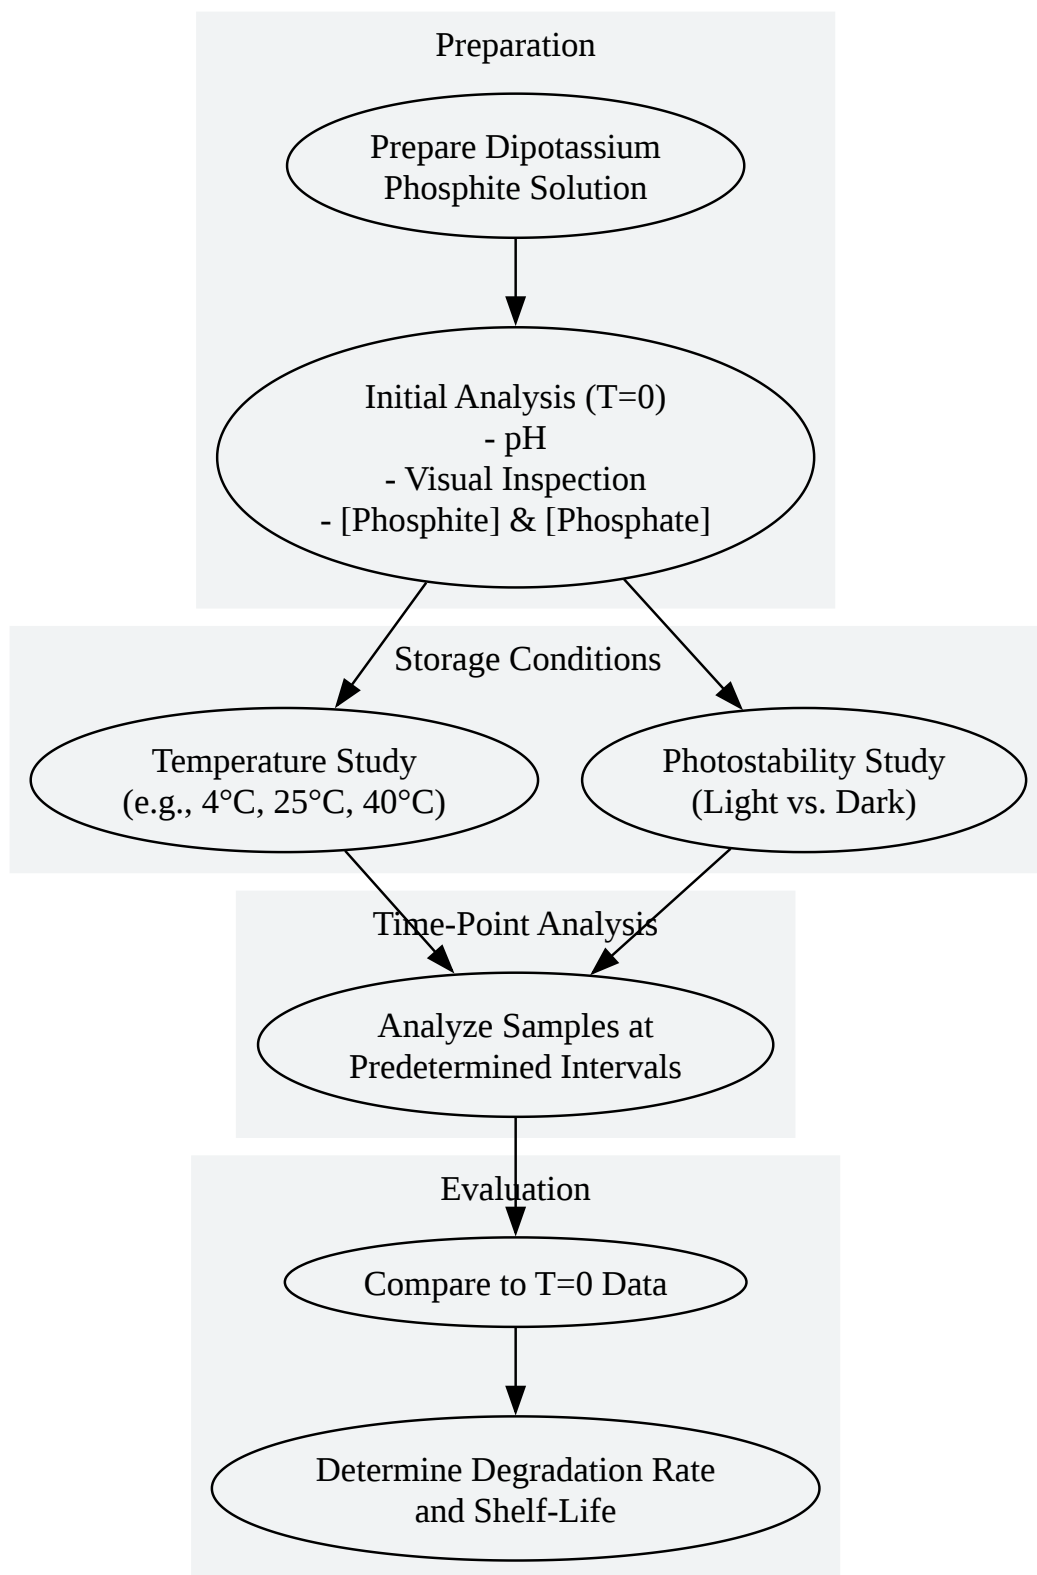 Preparation
Prepare Dipotassium
Phosphite Solution
Initial Analysis (T=0)
- pH
- Visual Inspection
- [Phosphite] & [Phosphate]
Storage Conditions
Temperature Study
(e.g., 4°C, 25°C, 40°C)
Photostability Study
(Light vs. Dark)
Time-Point Analysis
Analyze Samples at
Predetermined Intervals
Evaluation
Compare to T=0 Data
Determine Degradation Rate
and Shelf-Life